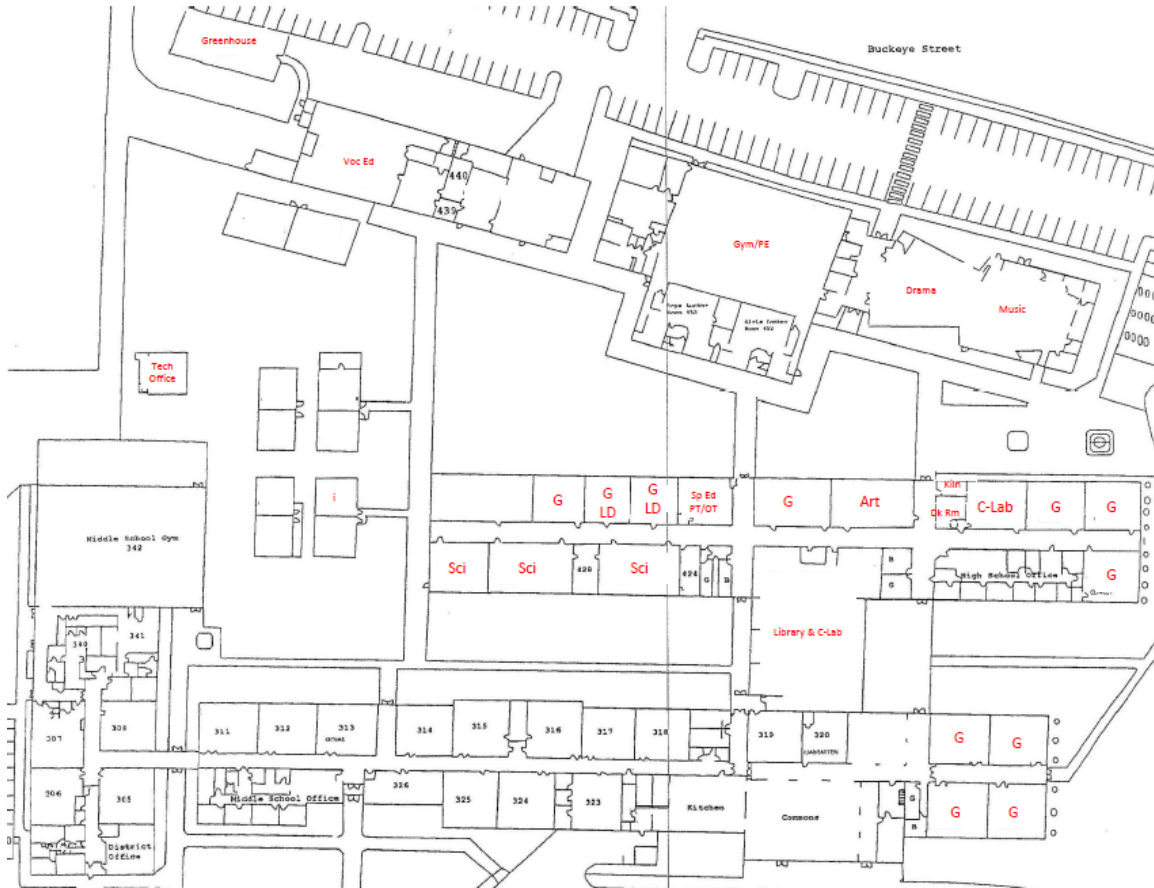 Greenhouse
Buckeye Street
Voc Ed
440
439
Gym/PE
Drama
Music
Room 452
Tech
Office
i
G
G
LD
G
LD
Sp Ed
PT/OT
G
Art
Kiln
Dk Rm
C-Lab
G
G
Middle School Gym
342
Sci
Sci
428
Sci
424
G
B
B
G
High School Office
G
Library & C-Lab
340
341
307
308
311
312
313
314
315
316
317
318
319
320
G
G
306
305
Middle School Office
326
325
324
323
Kitchen
Commons
G
B
G
G
District
Office